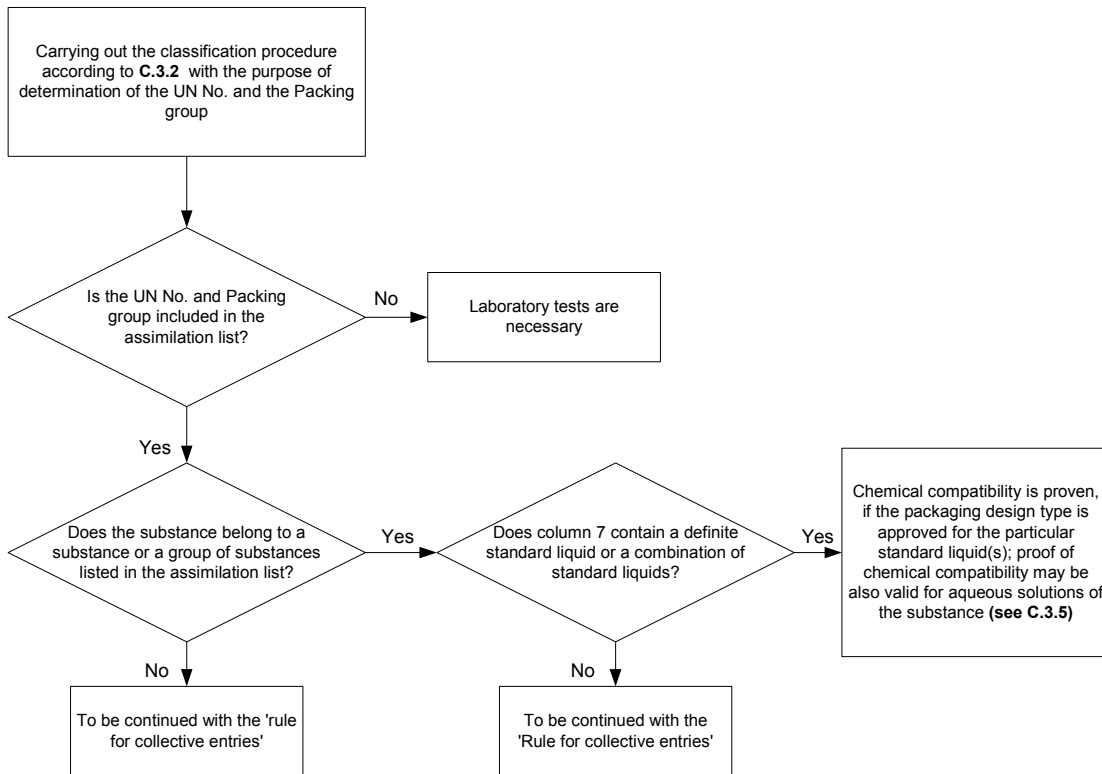 Carrying out the classification procedure
according to C.3.2 with the purpose of
determination of the UN No. and the Packing
group
Is the UN No. and Packing
group included in the
assimilation list?
No
Laboratory tests are
necessary
Yes
Does the substance belong to a
substance or a group of substances
listed in the assimilation list?
Yes
Does column 7 contain a definite
standard liquid or a combination of
standard liquids?
Yes
Chemical compatibility is proven,
if the packaging design type is
approved for the particular
standard liquid(s); proof of
chemical compatibility may be
also valid for aqueous solutions of
the substance (see C.3.5)
No
To be continued with the 'rule
for collective entries'
No
To be continued with the
'Rule for collective entries'